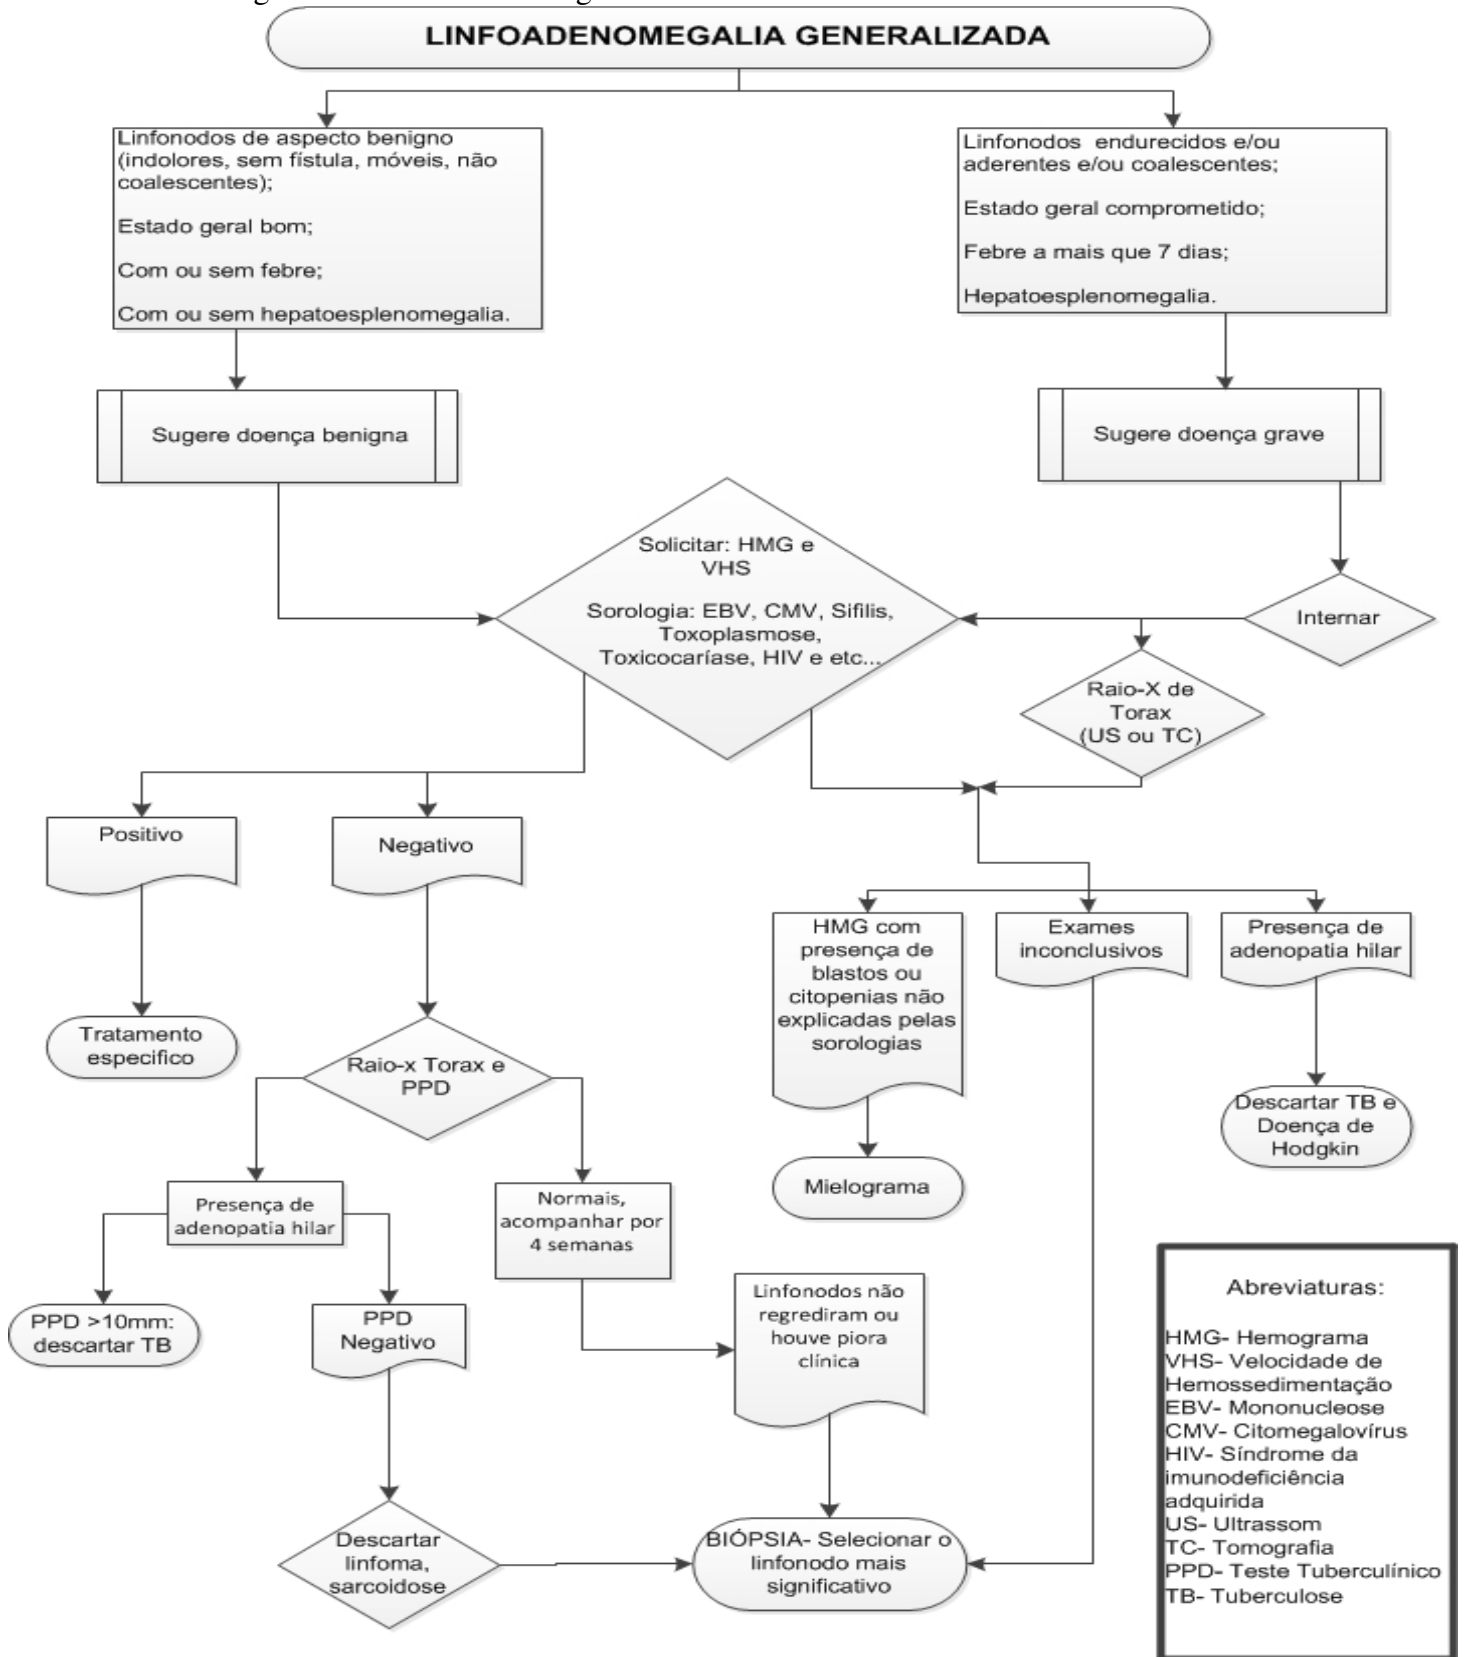 LINFOADENOMEGALIA GENERALIZADA
Linfonodos de aspecto benigno
(indolores, sem fístula, móveis, não
coalescentes);
Estado geral bom;
Com ou sem febre;
Com ou sem hepatoesplenomegalia.
Linfonodos endurecidos e/ou
aderentes e/ou coalescentes;
Estado geral comprometido;
Febre a mais que 7 dias;
Hepatoesplenomegalia.
Sugere doença benigna
Sugere doença grave
Solicitar: HMG e
VHS
Sorologia: EBV, CMV, Sifilis,
Toxoplasmose,
Toxicocaríase, HIV e etc...
Internar
Raio-X de
Torax
(US ou TC)
Positivo
Negativo
HMG com
presença de
blastos ou
citopenias não
explicadas pelas
sorologias
Exames
inconclusivos
Presença de
adenopatia hilar
Tratamento
especifico
Raio-x Torax e
PPD
Descartar TB e
Doença de
Hodgkin
Mielograma
Presença de
adenopatia hilar
Normais,
acompanhar por
4 semanas
PPD >10mm:
descartar TB
PPD
Negativo
Linfonodos não
regrediram ou
houve piora
clínica
Descartar
linfoma,
sarcoidose
BIÓPSIA- Selecionar o
linfonodo mais
significativo
Abreviaturas:
HMG- Hemograma
VHS- Velocidade de
Hemossedimentação
EBV- Mononucleose
CMV- Citomegalovírus
HIV- Síndrome da
imunodeficiência
adquirida
US- Ultrassom
TC- Tomografia
PPD- Teste Tuberculínico
TB- Tuberculose